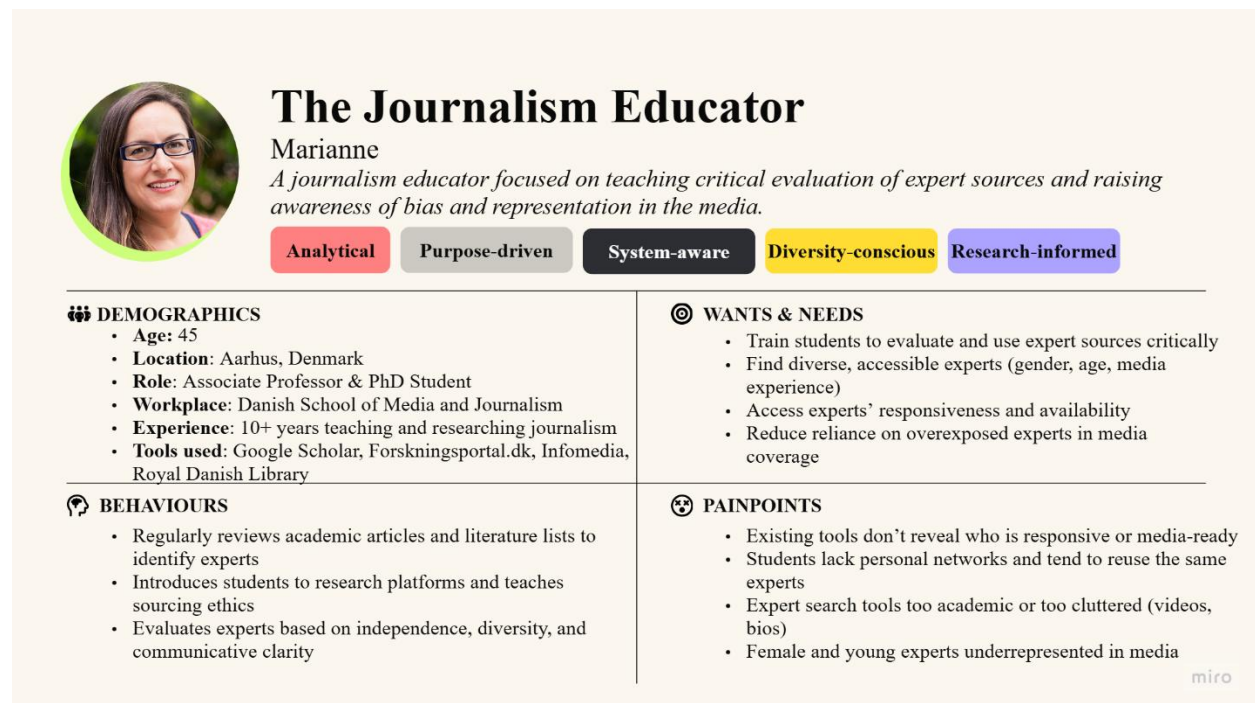 The Journalism Educator
Marianne
A journalism educator focused on teaching critical evaluation of expert sources and raising
awareness of bias and representation in the media.
Analytical
Purpose-driven
System-aware
Diversity-conscious
Research-informed
DEMOGRAPHICS
• Age: 45
• Location: Aarhus, Denmark
• Role: Associate Professor & PhD Student
• Workplace: Danish School of Media and Journalism
• Experience: 10+ years teaching and researching journalism
• Tools used: Google Scholar, Forskningsportal.dk, Infomedia,
Royal Danish Library
WANTS & NEEDS
• Train students to evaluate and use expert sources critically
• Find diverse, accessible experts (gender, age, media
experience)
• Access experts’ responsiveness and availability
• Reduce reliance on overexposed experts in media
coverage
BEHAVIOURS
• Regularly reviews academic articles and literature lists to
identify experts
• Introduces students to research platforms and teaches
sourcing ethics
• Evaluates experts based on independence, diversity, and
communicative clarity
PAINPOINTS
• Existing tools don’t reveal who is responsive or media-ready
• Students lack personal networks and tend to reuse the same
experts
• Expert search tools too academic or too cluttered (videos,
bios)
• Female and young experts underrepresented in media
miro